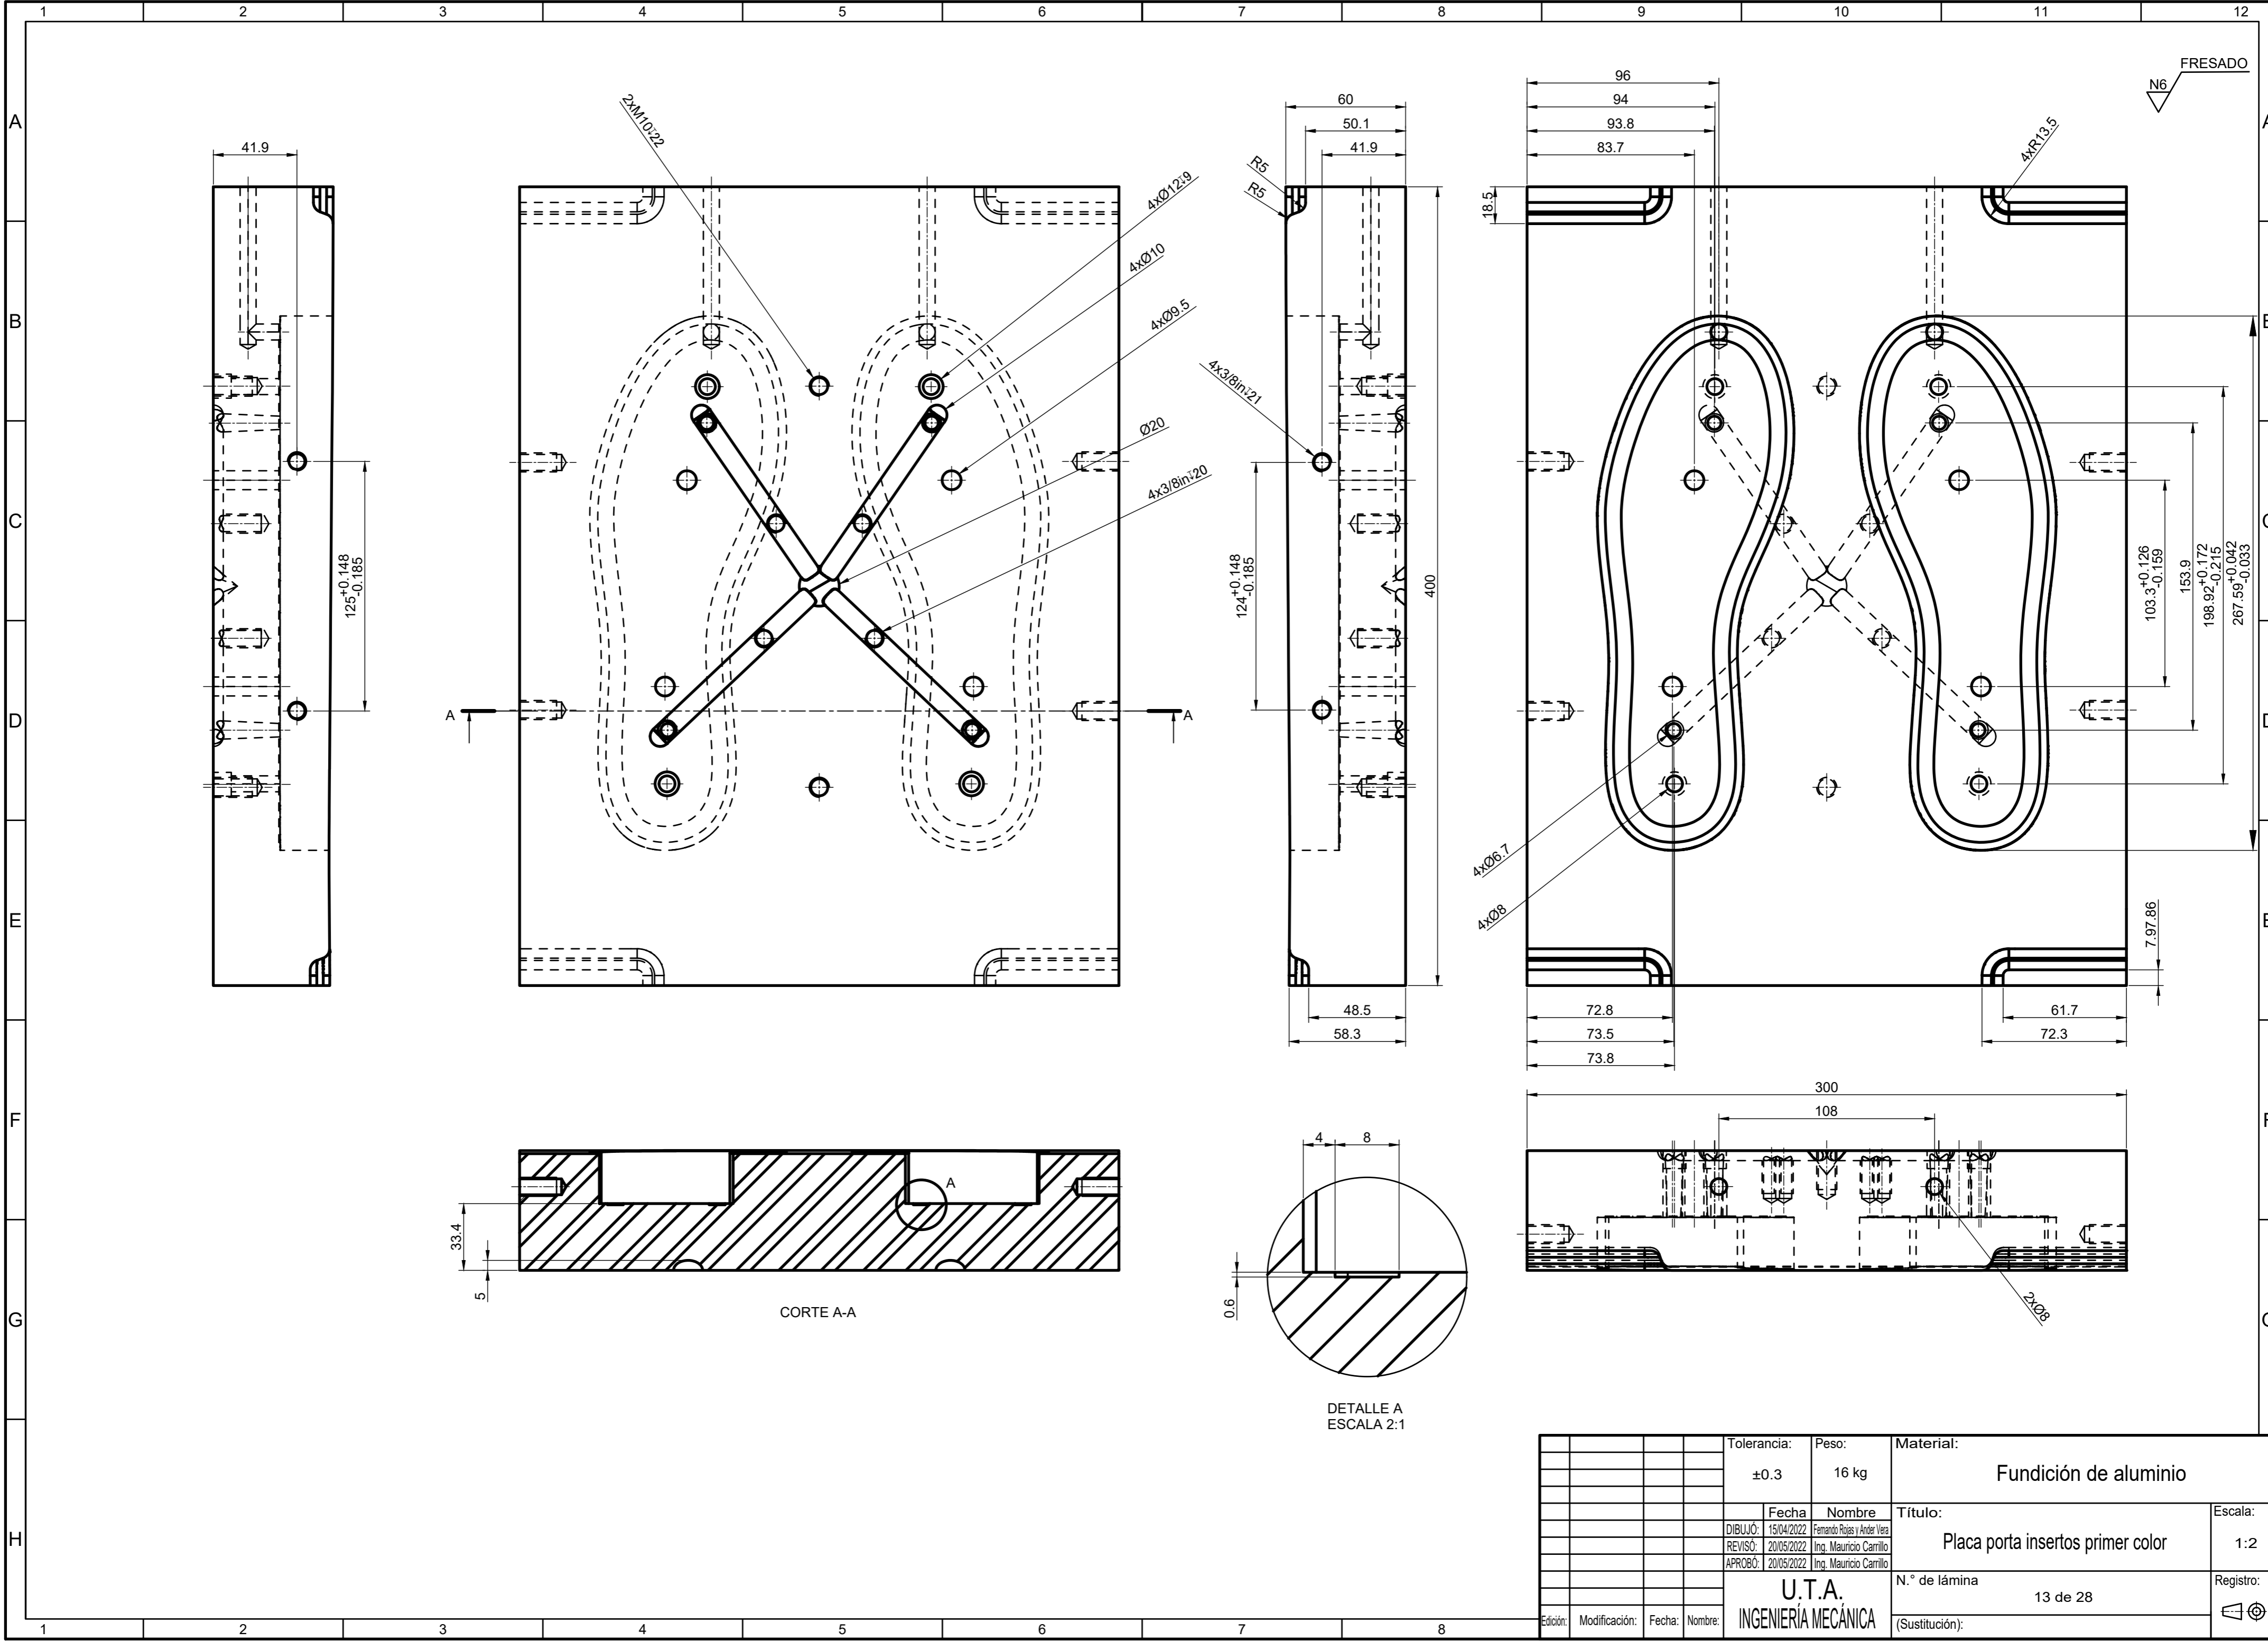 1 2 3 4 5 6 7 8 9 10 11 12
FRESADO
N6
A
41.9
2xM10↧22
4xØ12↧9
4xØ10
4xØ9.5
Ø20
4x3/8in↧20
60
50.1
41.9
R5
R5
96
94
93.8
83.7
4xR13.5
18.5
B
4x3/8in↧21
C
125+0.148 -0.185
124+0.148 -0.185
400
103.3+0.126 -0.159
153.9
198.92+0.172 -0.215
267.59+0.042 -0.033
D
A A
4xØ6.7
4xØ8
E
7.97.86
48.5
58.3
72.8
73.5
73.8
61.7
72.3
F
300
108
33.4
5
A
CORTE A-A
4 8
0.6
2xØ8
G
DETALLE A
ESCALA 2:1
H
Tolerancia: Peso: Material:
±0.3 16 kg Fundición de aluminio
Fecha Nombre Título: Escala:
DIBUJÓ: 15/04/2022 Fernando Rojas y Ander Vera
REVISÓ: 20/05/2022 Ing. Mauricio Carrillo Placa porta insertos primer color 1:2
APROBÓ: 20/05/2022 Ing. Mauricio Carrillo
U.T.A.
INGENIERÍA MECÁNICA
N.° de lámina Registro:
13 de 28
(Sustitución):
Edición: Modificación: Fecha: Nombre:
1 2 3 4 5 6 7 8